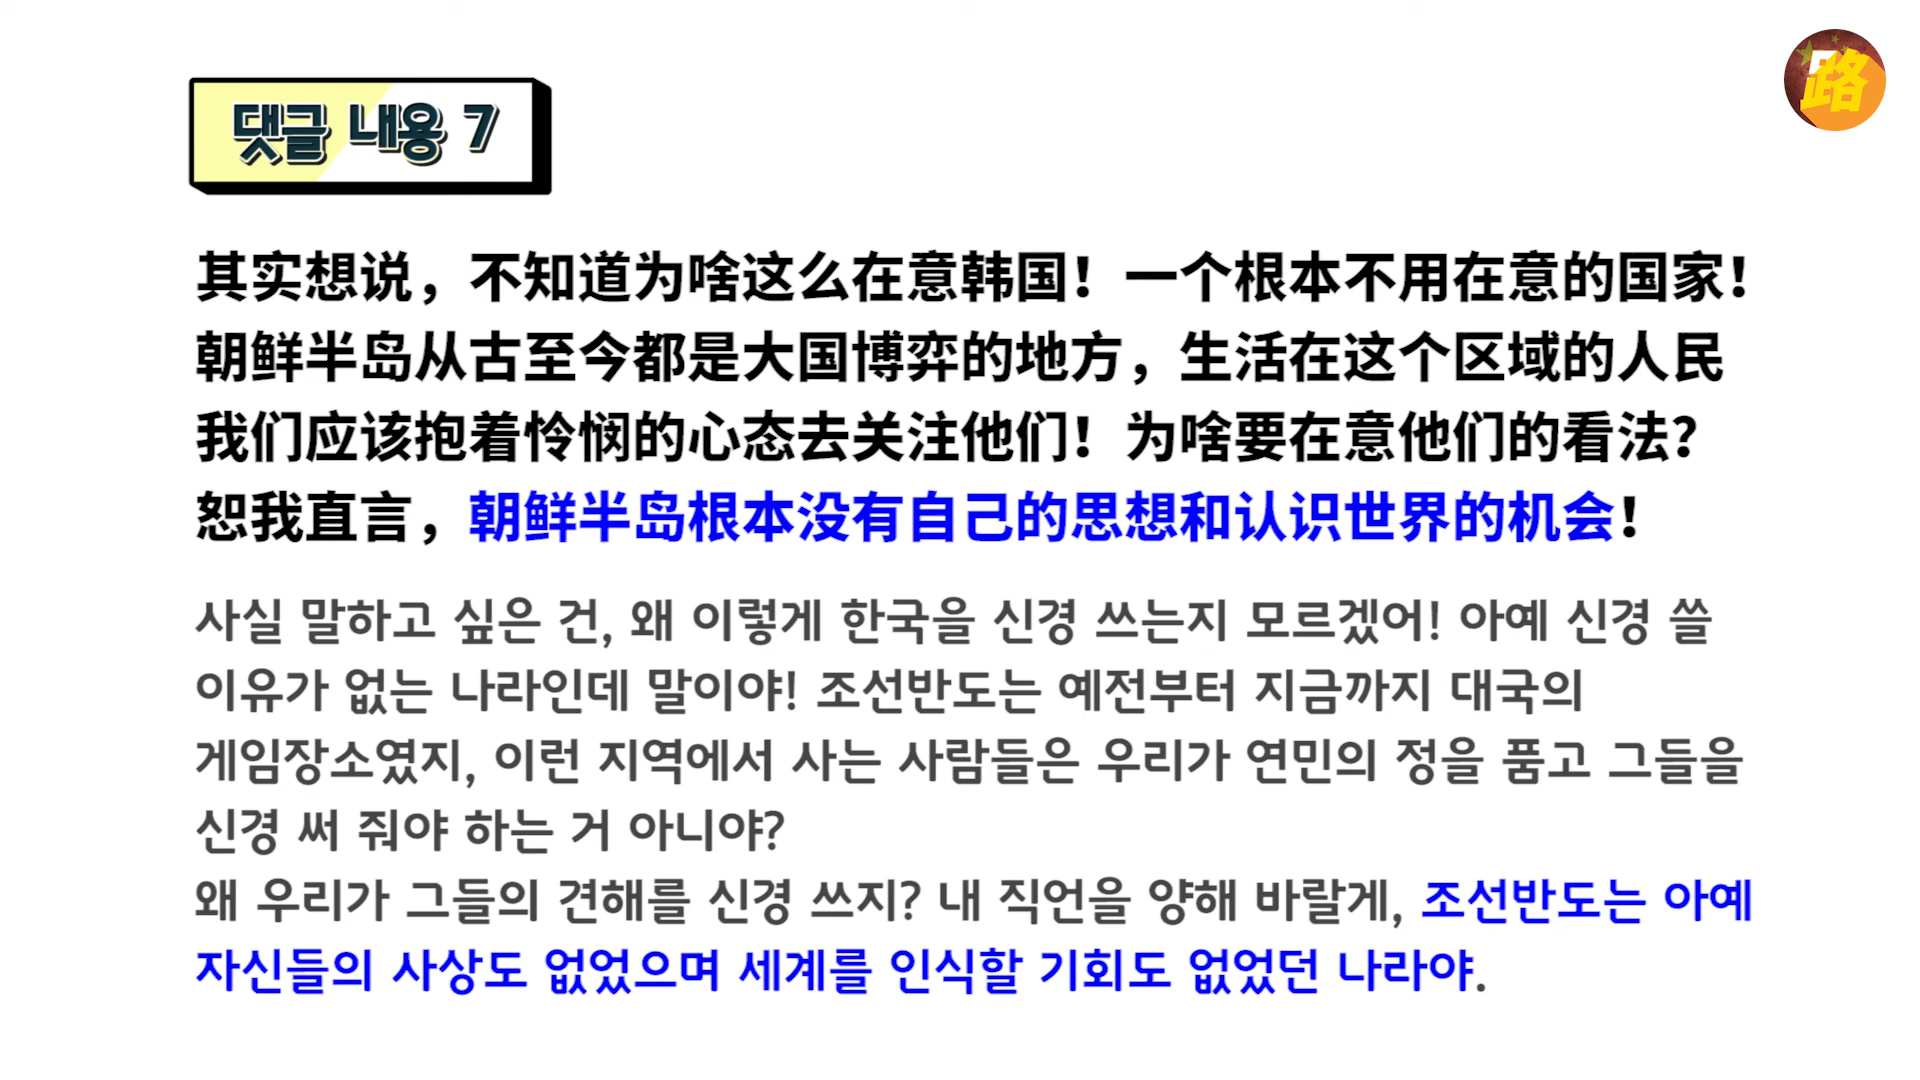 路
댓글 내용 7
其实想说，不知道为啥这么在意韩国！一个根本不用在意的国家！
朝鲜半岛从古至今都是大国博弈的地方，生活在这个区域的人民
我们应该抱着怜悯的心态去关注他们！为啥要在意他们的看法？
恕我直言，朝鲜半岛根本没有自己的思想和认识世界的机会！
사실 말하고 싶은 건, 왜 이렇게 한국을 신경 쓰는지 모르겠어! 아예 신경 쓸
이유가 없는 나라인데 말이야! 조선반도는 예전부터 지금까지 대국의
게임장소였지, 이런 지역에서 사는 사람들은 우리가 연민의 정을 품고 그들을
신경 써 줘야 하는 거 아니야?
왜 우리가 그들의 견해를 신경 쓰지? 내 직언을 양해 바랄게, 조선반도는 아예
자신들의 사상도 없었으며 세계를 인식할 기회도 없었던 나라야.